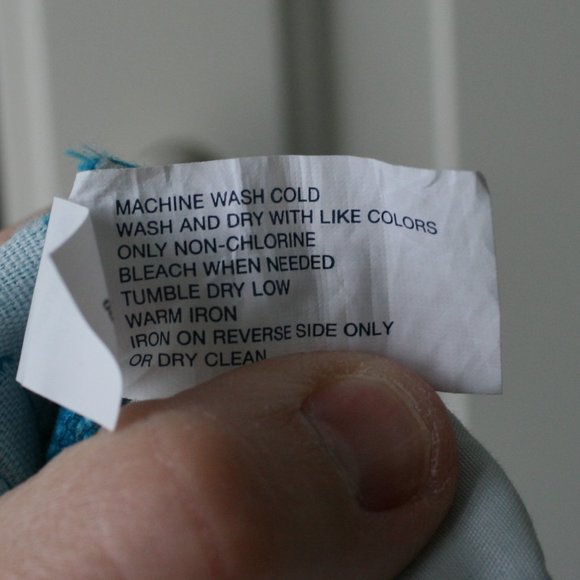 MACHINE WASH COLD
WASH AND DRY WITH LIKE COLORS
ONLY NON-CHLORINE
BLEACH WHEN NEEDED
TUMBLE DRY LOW
WARM IRON
IRON ON REVERSE SIDE ONLY
OR DRY CLEAN